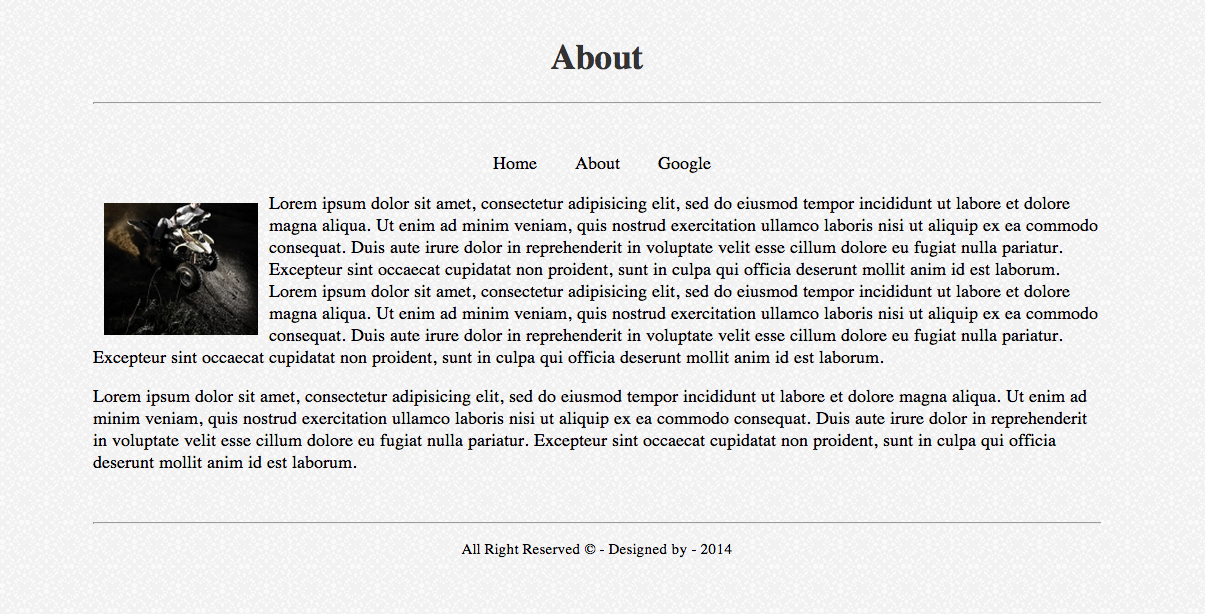 About
Home About Google
Lorem ipsum dolor sit amet, consectetur adipisicing elit, sed do eiusmod tempor incididunt ut labore et dolore
magna aliqua. Ut enim ad minim veniam, quis nostrud exercitation ullamco laboris nisi ut aliquip ex ea commodo
consequat. Duis aute irure dolor in reprehenderit in voluptate velit esse cillum dolore eu fugiat nulla pariatur.
Excepteur sint occaecat cupidatat non proident, sunt in culpa qui officia deserunt mollit anim id est laborum.
Lorem ipsum dolor sit amet, consectetur adipisicing elit, sed do eiusmod tempor incididunt ut labore et dolore
magna aliqua. Ut enim ad minim veniam, quis nostrud exercitation ullamco laboris nisi ut aliquip ex ea commodo
consequat. Duis aute irure dolor in reprehenderit in voluptate velit esse cillum dolore eu fugiat nulla pariatur.
Excepteur sint occaecat cupidatat non proident, sunt in culpa qui officia deserunt mollit anim id est laborum.
Lorem ipsum dolor sit amet, consectetur adipisicing elit, sed do eiusmod tempor incididunt ut labore et dolore magna aliqua. Ut enim ad
minim veniam, quis nostrud exercitation ullamco laboris nisi ut aliquip ex ea commodo consequat. Duis aute irure dolor in reprehenderit
in voluptate velit esse cillum dolore eu fugiat nulla pariatur. Excepteur sint occaecat cupidatat non proident, sunt in culpa qui officia
deserunt mollit anim id est laborum.
All Right Reserved © - Designed by - 2014